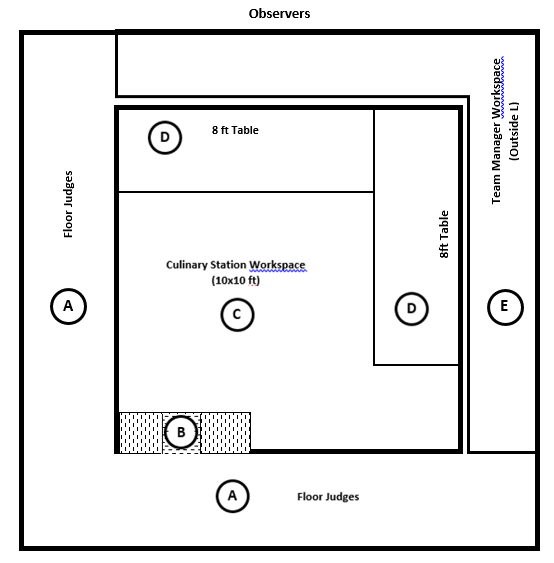 Observers
D
8 ft Table
Team Manager Workspace
(Outside L)
Floor Judges
8ft Table
Culinary Station Workspace
(10x10 ft)
A
C
D
E
B
A
Floor Judges